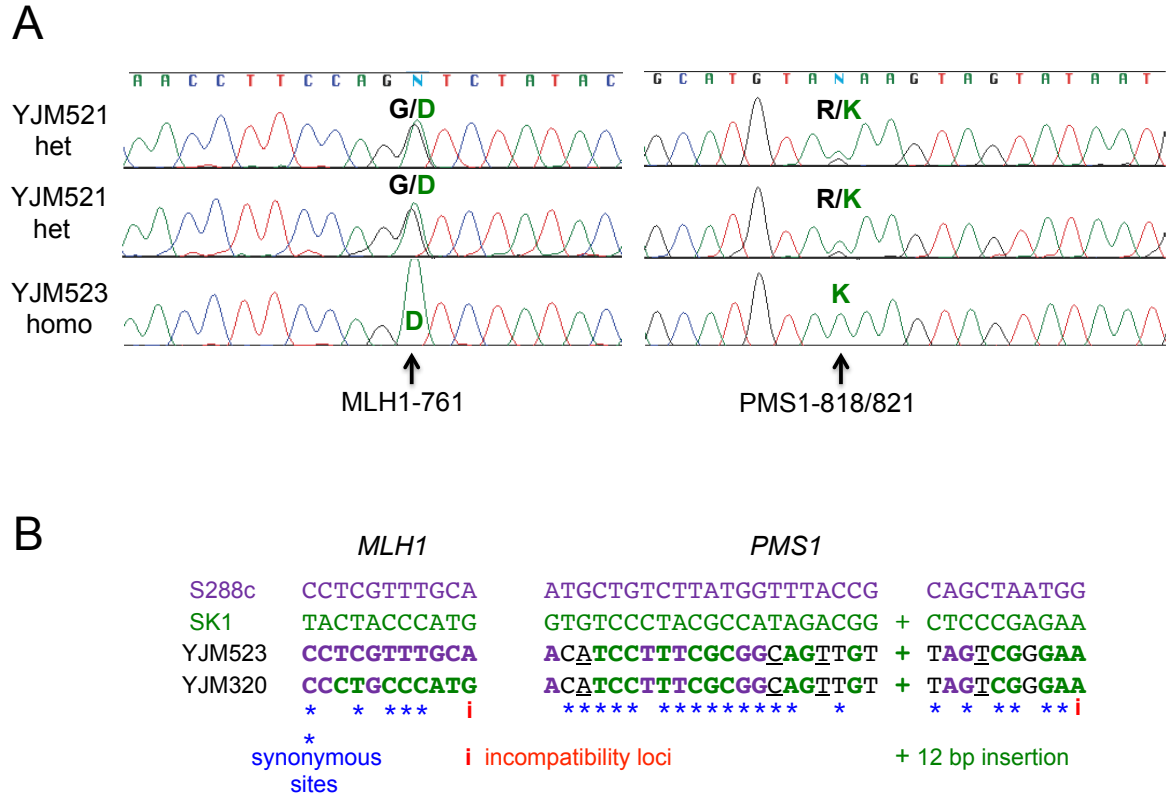 A
A A C C T T C C A G N T C T A T A C
G C A T G T A N A A G T A G T A T A A T
YJM521 het
G/D
R/K
YJM521 het
G/D
R/K
YJM523 homo
D
K
MLH1-761
PMS1-818/821
B
MLH1 PMS1
S288c CCTCGTTTGCA ATGCTGTCTTATGGTTTACCG CAGCTAATGG
SK1 TACTACCCATG GTGTCCCTACGCCATAGACGG + CTCCCGAGAA
YJM523 CCTCGTTTGCA ACATCCTTTCGCGGCAGTTGT + TAGTCGGGAA
YJM320 CCCTGCCCATG ACATCCTTTCGCGGCAGTTGT + TAGTCGGGAA
* * *** i ***** ********* * * * ** ** i
*
synonymous sites
i incompatibility loci
+ 12 bp insertion